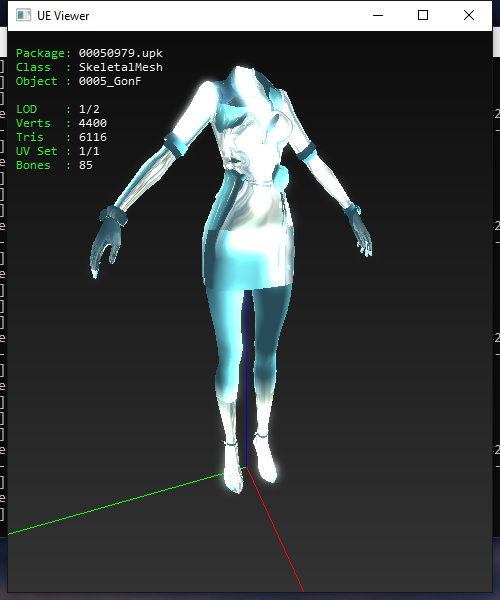 UE Viewer
Package: 00050979.upk
Class  : SkeletalMesh
Object : 0005_GonF
LOD    : 1/2
Verts  : 4400
Tris   : 6116
UV Set : 1/1
Bones  : 85